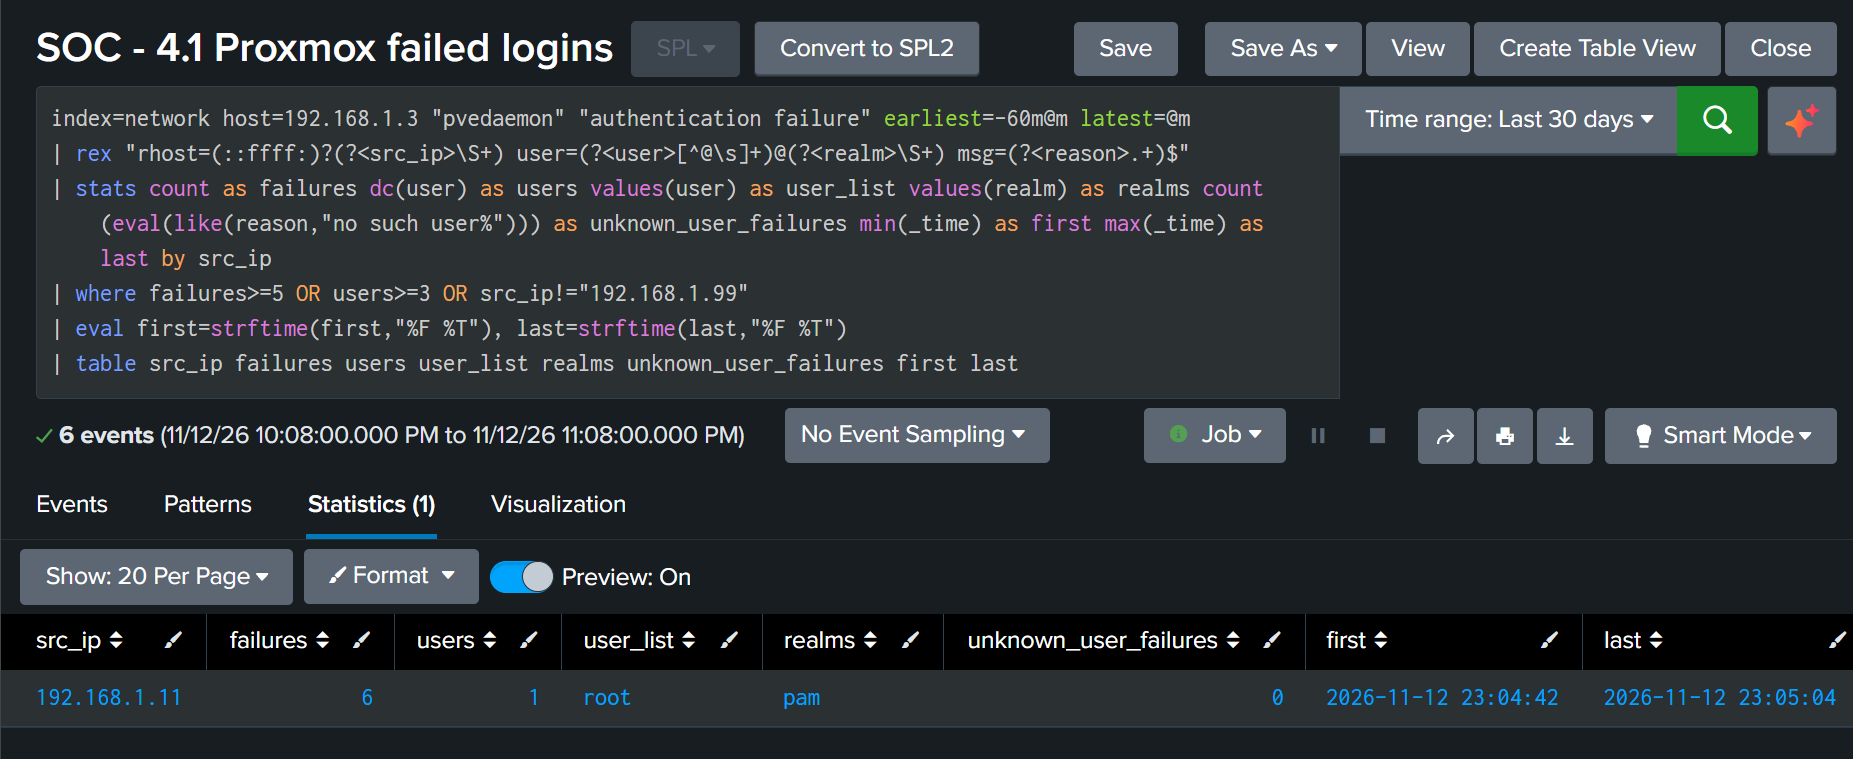 SOC - 4.1 Proxmox failed logins SPL Convert to SPL2 Save Save As View Create Table View Close
index=network host=192.168.1.3 "pvedaemon" "authentication failure" earliest=-60m@m latest=@m
Time range: Last 30 days
| rex "rhost=(::ffff:)?(?<src_ip>\S+) user=(?<user>[^@\s]+)@(?<realm>\S+) msg=(?<reason>.+)$"
| stats count as failures dc(user) as users values(user) as user_list values(realm) as realms count
(eval(like(reason,"no such user%"))) as unknown_user_failures min(_time) as first max(_time) as
last by src_ip
| where failures>=5 OR users>=3 OR src_ip!="192.168.1.99"
| eval first=strftime(first,"%F %T"), last=strftime(last,"%F %T")
| table src_ip failures users user_list realms unknown_user_failures first last
6 events (11/12/26 10:08:00.000 PM to 11/12/26 11:08:00.000 PM) No Event Sampling Job Smart Mode
Events Patterns Statistics (1) Visualization
Show: 20 Per Page Format Preview: On
src_ip failures users user_list realms unknown_user_failures first last
192.168.1.11 6 1 root pam 0 2026-11-12 23:04:42 2026-11-12 23:05:04